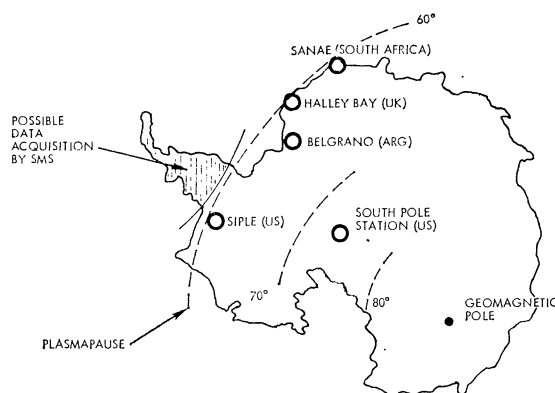 60°
SANAE (SOUTH AFRICA)
HALLEY BAY (UK)
POSSIBLE
DATA
ACQUISITION
BY SMS
BELGRANO (ARG)
SIPLE (US)
SOUTH POLE
STATION (US)
70°
80°
GEOMAGNETIC
POLE
PLASMAPAUSE